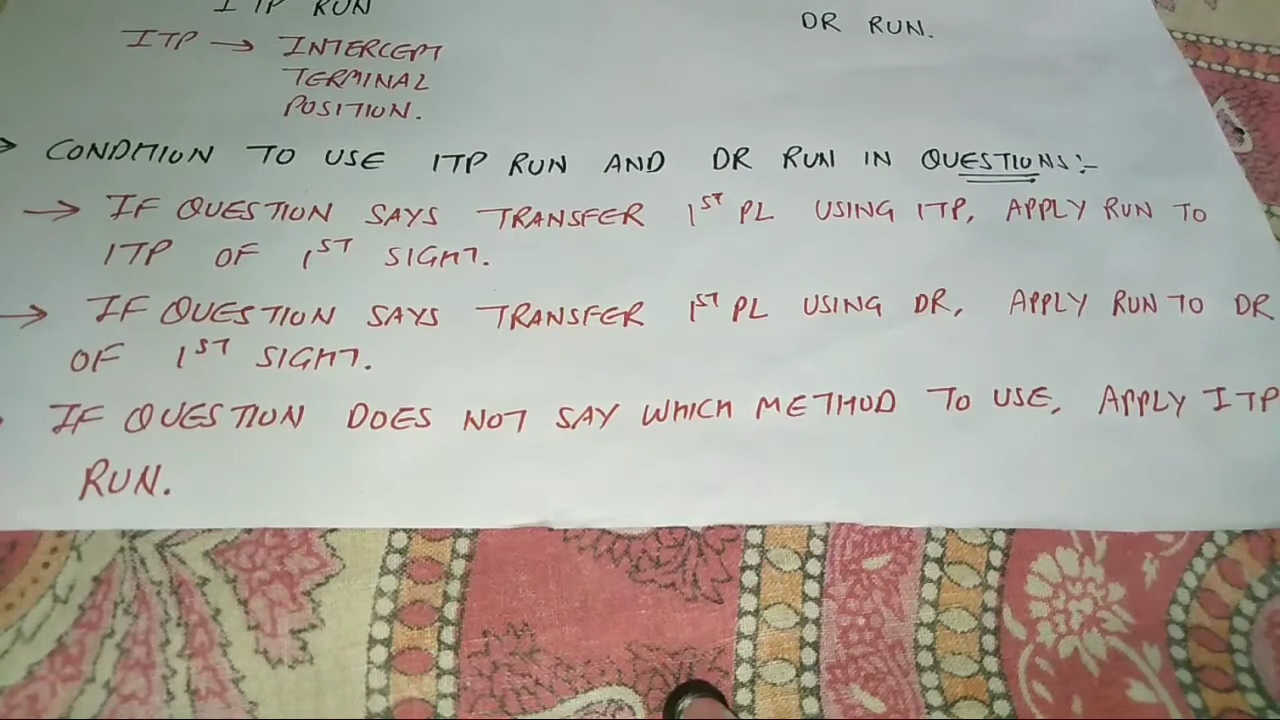 ITP RUN
DR RUN.
ITP → INTERCEPT
TERMINAL
POSITION.
→ CONDITION TO USE ITP RUN AND DR RUN IN QUESTIONS:-
→ IF QUESTION SAYS TRANSFER 1ST PL USING ITP, APPLY RUN TO
ITP OF 1ST SIGHT.
→ IF QUESTION SAYS TRANSFER 1ST PL USING DR, APPLY RUN TO DR
OF 1ST SIGHT.
IF QUESTION DOES NOT SAY WHICH METHOD TO USE, APPLY ITP
RUN.